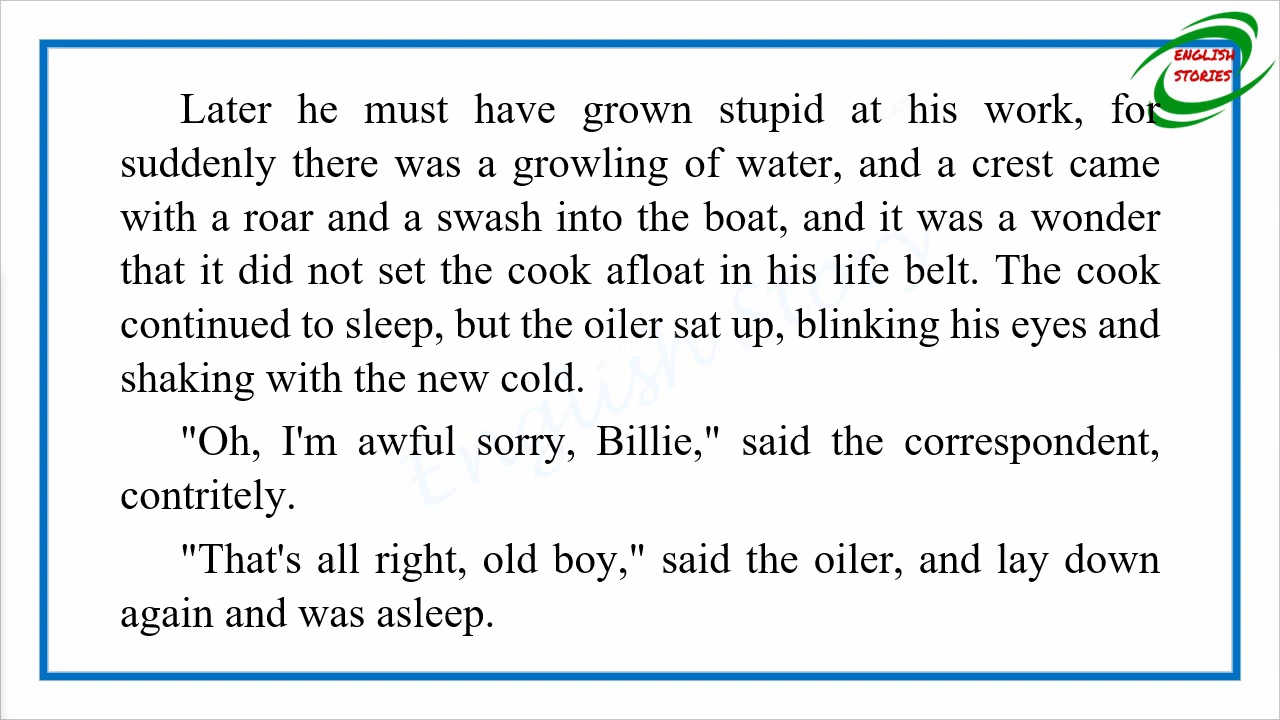 ENGLISH
STORIES
Later he must have grown stupid at his work, for
suddenly there was a growling of water, and a crest came
with a roar and a swash into the boat, and it was a wonder
that it did not set the cook afloat in his life belt. The cook
continued to sleep, but the oiler sat up, blinking his eyes and
shaking with the new cold.
"Oh, I'm awful sorry, Billie," said the correspondent,
contritely.
"That's all right, old boy," said the oiler, and lay down
again and was asleep.
English Story